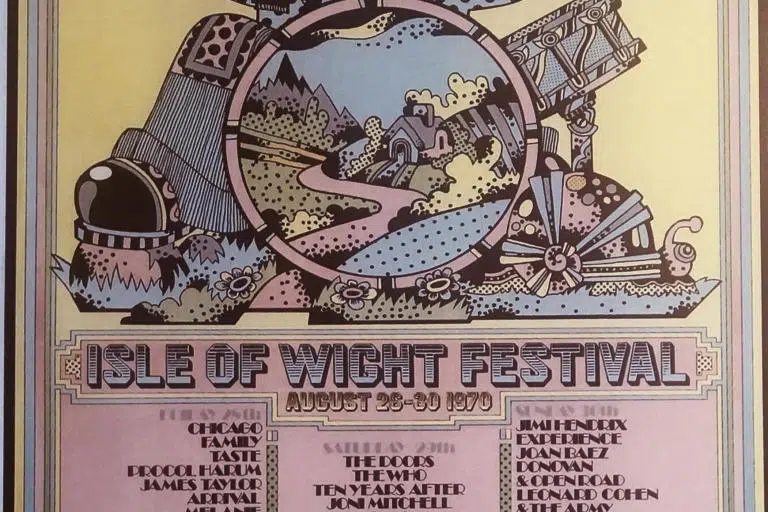 ISLE OF WIGHT FESTIVAL
AUGUST 26-30 1970
FRIDAY 28th
CHICAGO
FAMILY
TASTE
PROCOL HARUM
JAMES TAYLOR
ARRIVAL
MELANIE
SATURDAY 29th
THE DOORS
THE WHO
TEN YEARS AFTER
JONI MITCHELL
SUNDAY 30th
JIMI HENDRIX
EXPERIENCE
JOAN BAEZ
DONOVAN
& OPEN ROAD
LEONARD COHEN
& THE ARMY